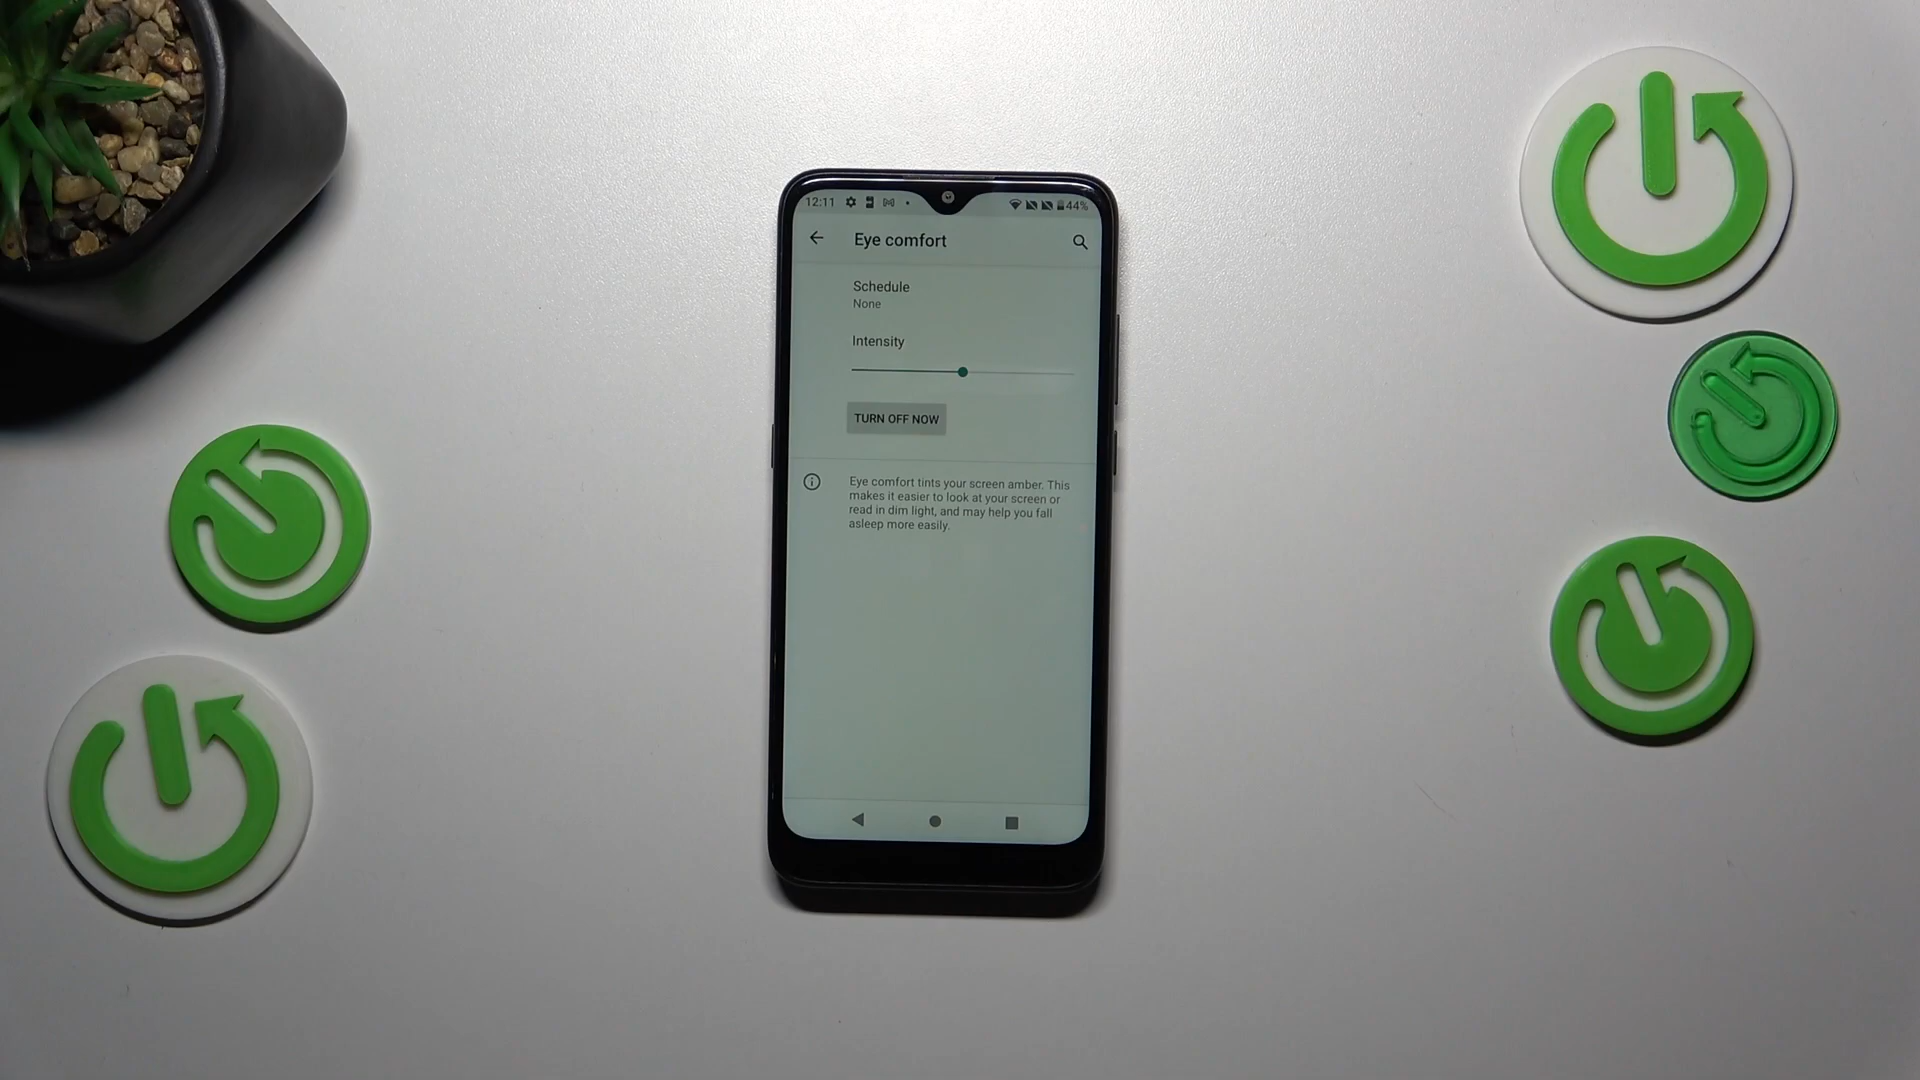 12:11
44%
Eye comfort
Schedule
None
Intensity
TURN OFF NOW
Eye comfort tints your screen amber. This
makes it easier to look at your screen or
read in dim light, and may help you fall
asleep more easily.